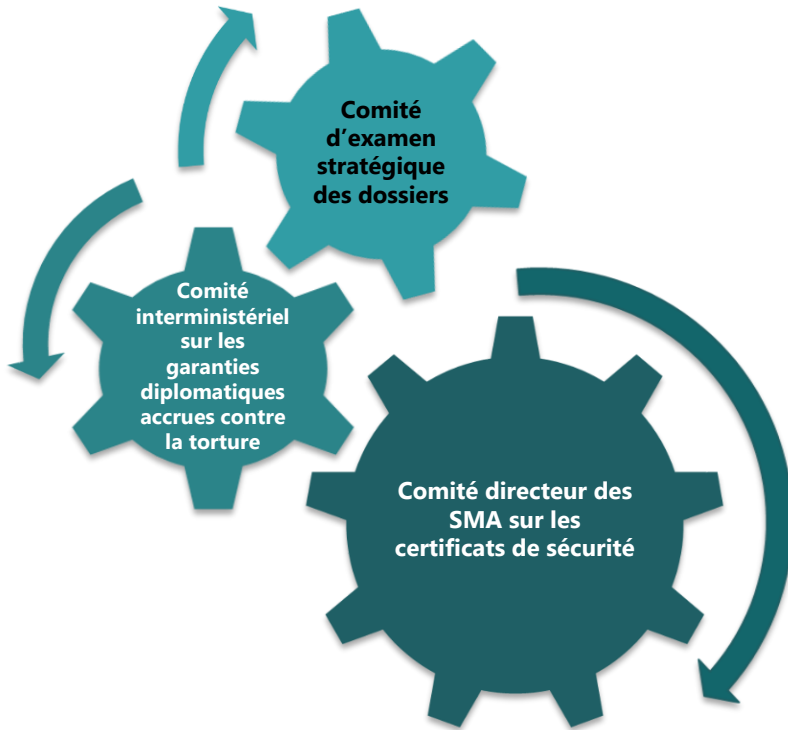 Comité
d’examen
stratégique
des dossiers
Comité
interministériel
sur les
garanties
diplomatiques
accrues contre
la torture
Comité directeur des
SMA sur les
certificats de sécurité